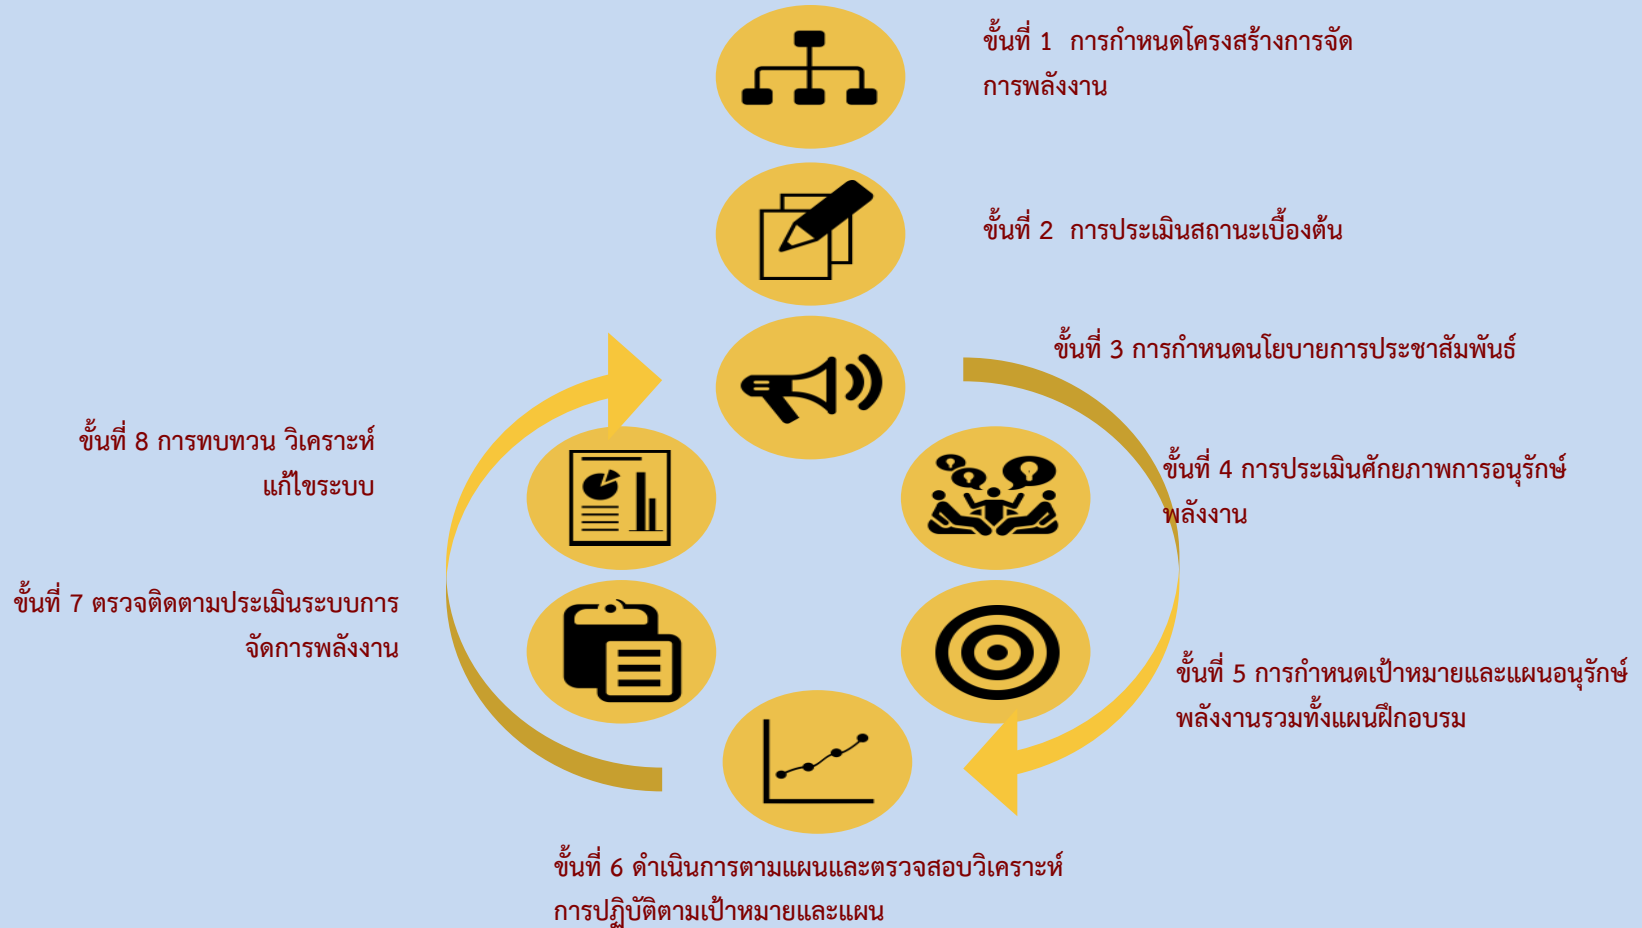 ขั้นที่ 1  การกำหนดโครงสร้างการจัด
การพลังงาน
ขั้นที่ 2  การประเมินสถานะเบื้องต้น
ขั้นที่ 3 การกำหนดนโยบายการประชาสัมพันธ์
ขั้นที่ 4 การประเมินศักยภาพการอนุรักษ์
พลังงาน
ขั้นที่ 5 การกำหนดเป้าหมายและแผนอนุรักษ์
พลังงานรวมทั้งแผนฝึกอบรม
ขั้นที่ 6 ดำเนินการตามแผนและตรวจสอบวิเคราะห์
การปฏิบัติตามเป้าหมายและแผน
ขั้นที่ 7 ตรวจติดตามประเมินระบบการ
จัดการพลังงาน
ขั้นที่ 8 การทบทวน วิเคราะห์
แก้ไขระบบ